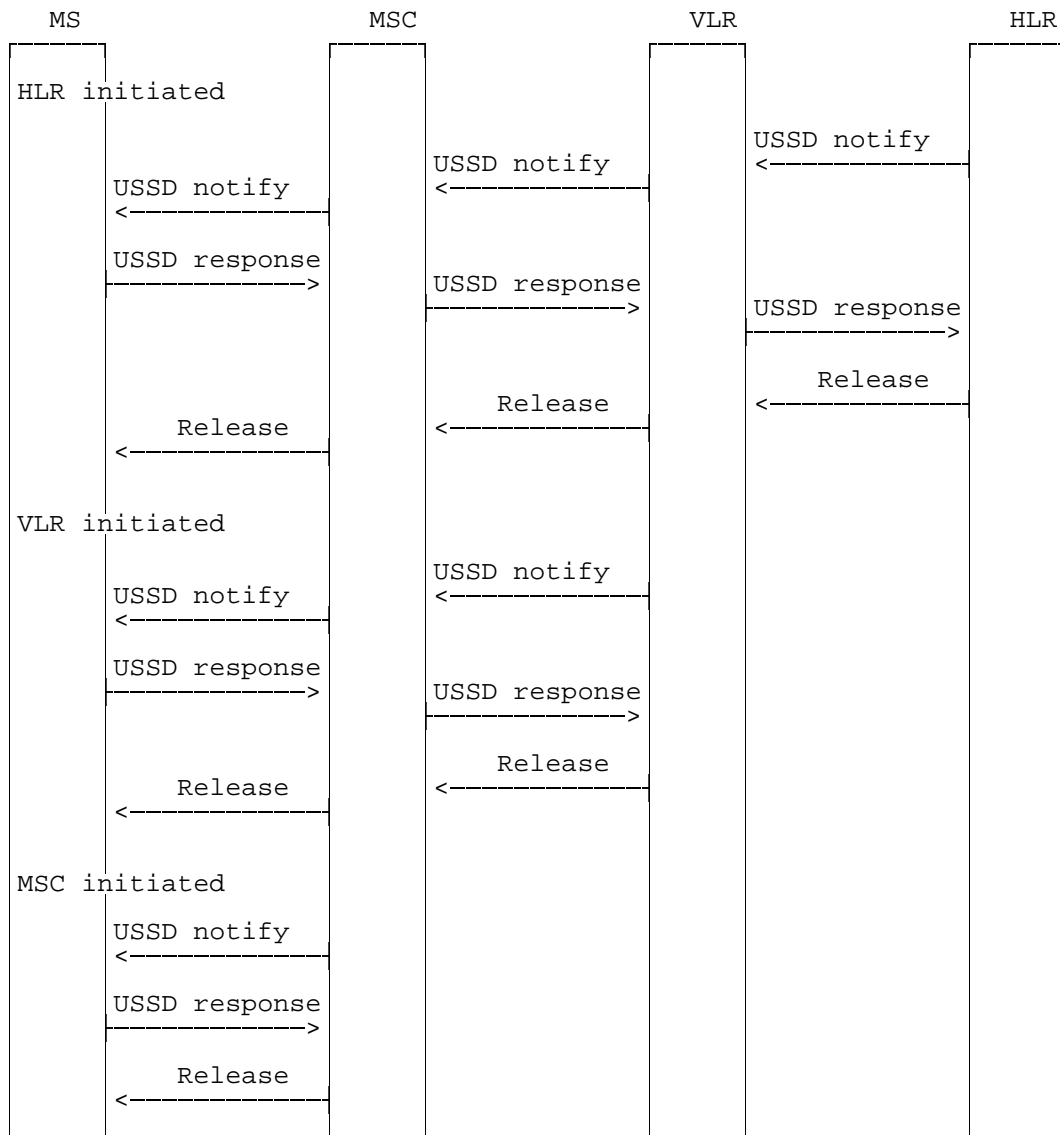 MS MSC VLR HLR
HLR initiated
USSD notify
USSD notify
USSD notify
USSD response
USSD response
USSD response
Release
Release
Release
VLR initiated
USSD notify
USSD notify
USSD response
USSD response
Release
Release
MSC initiated
USSD notify
USSD response
Release